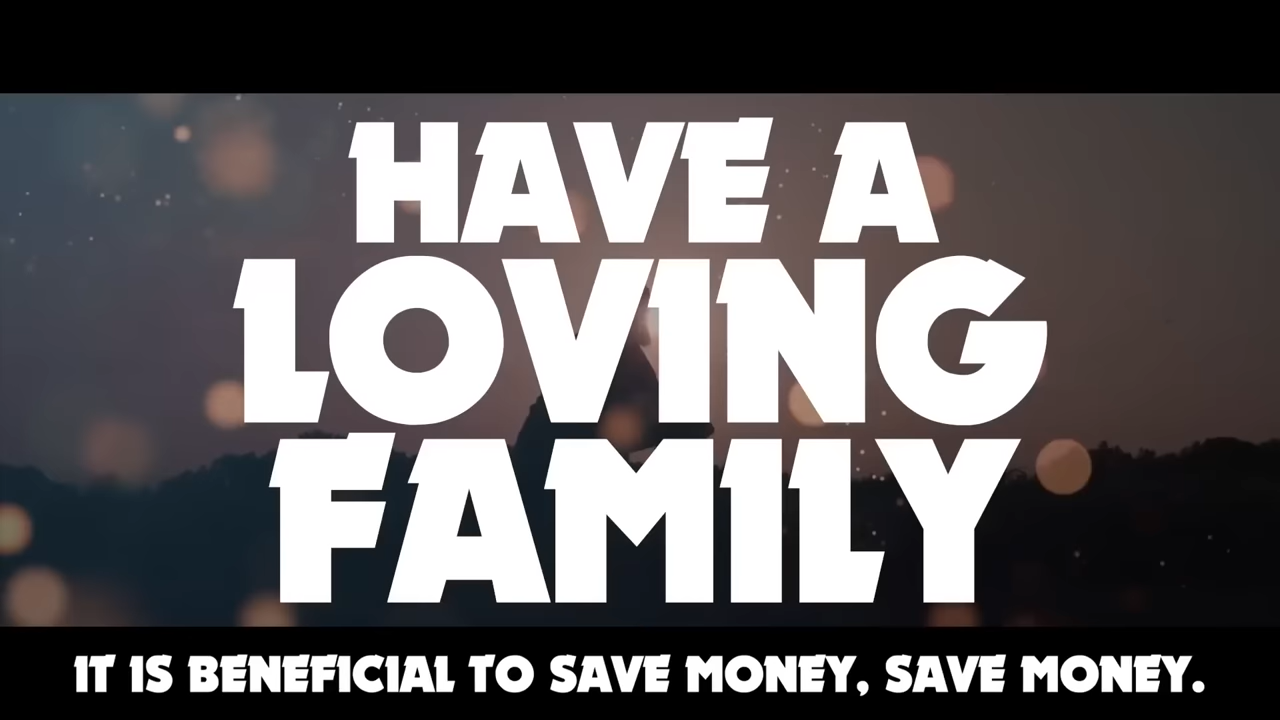 HAVE A
LOVING
FAMILY
IT IS BENEFICIAL TO SAVE MONEY, SAVE MONEY.